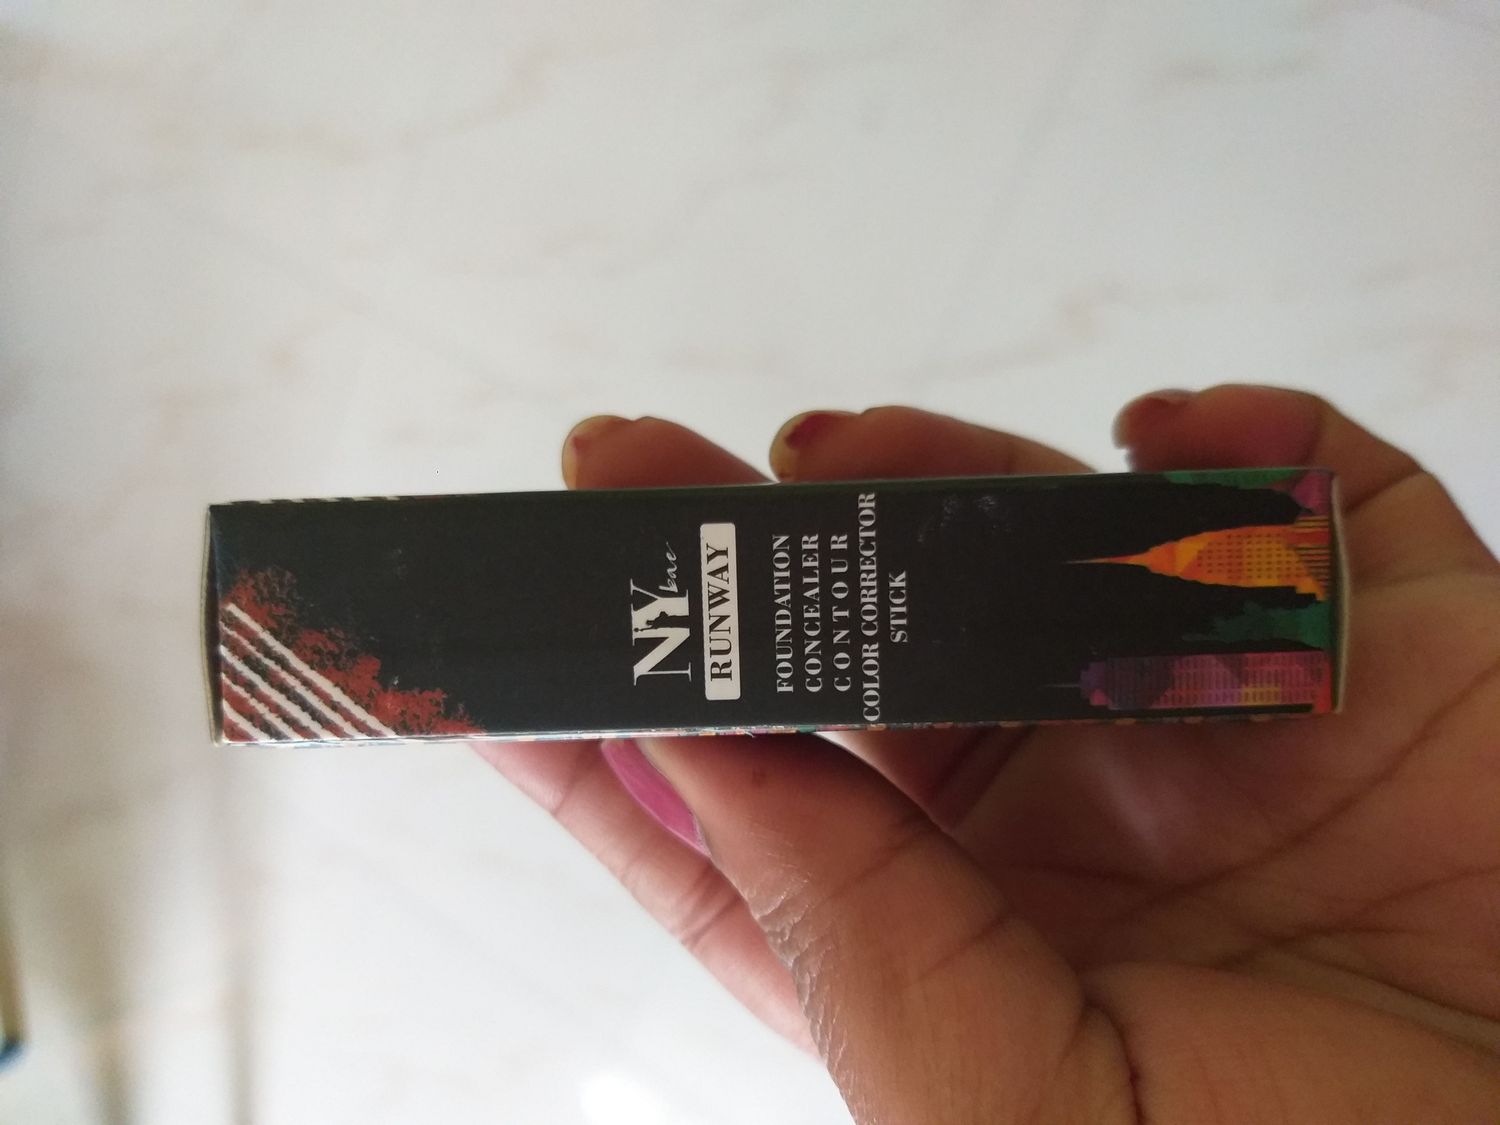 NY bae
RUNWAY
FOUNDATION
CONCEALER
CONTOUR
COLOR CORRECTOR
STICK